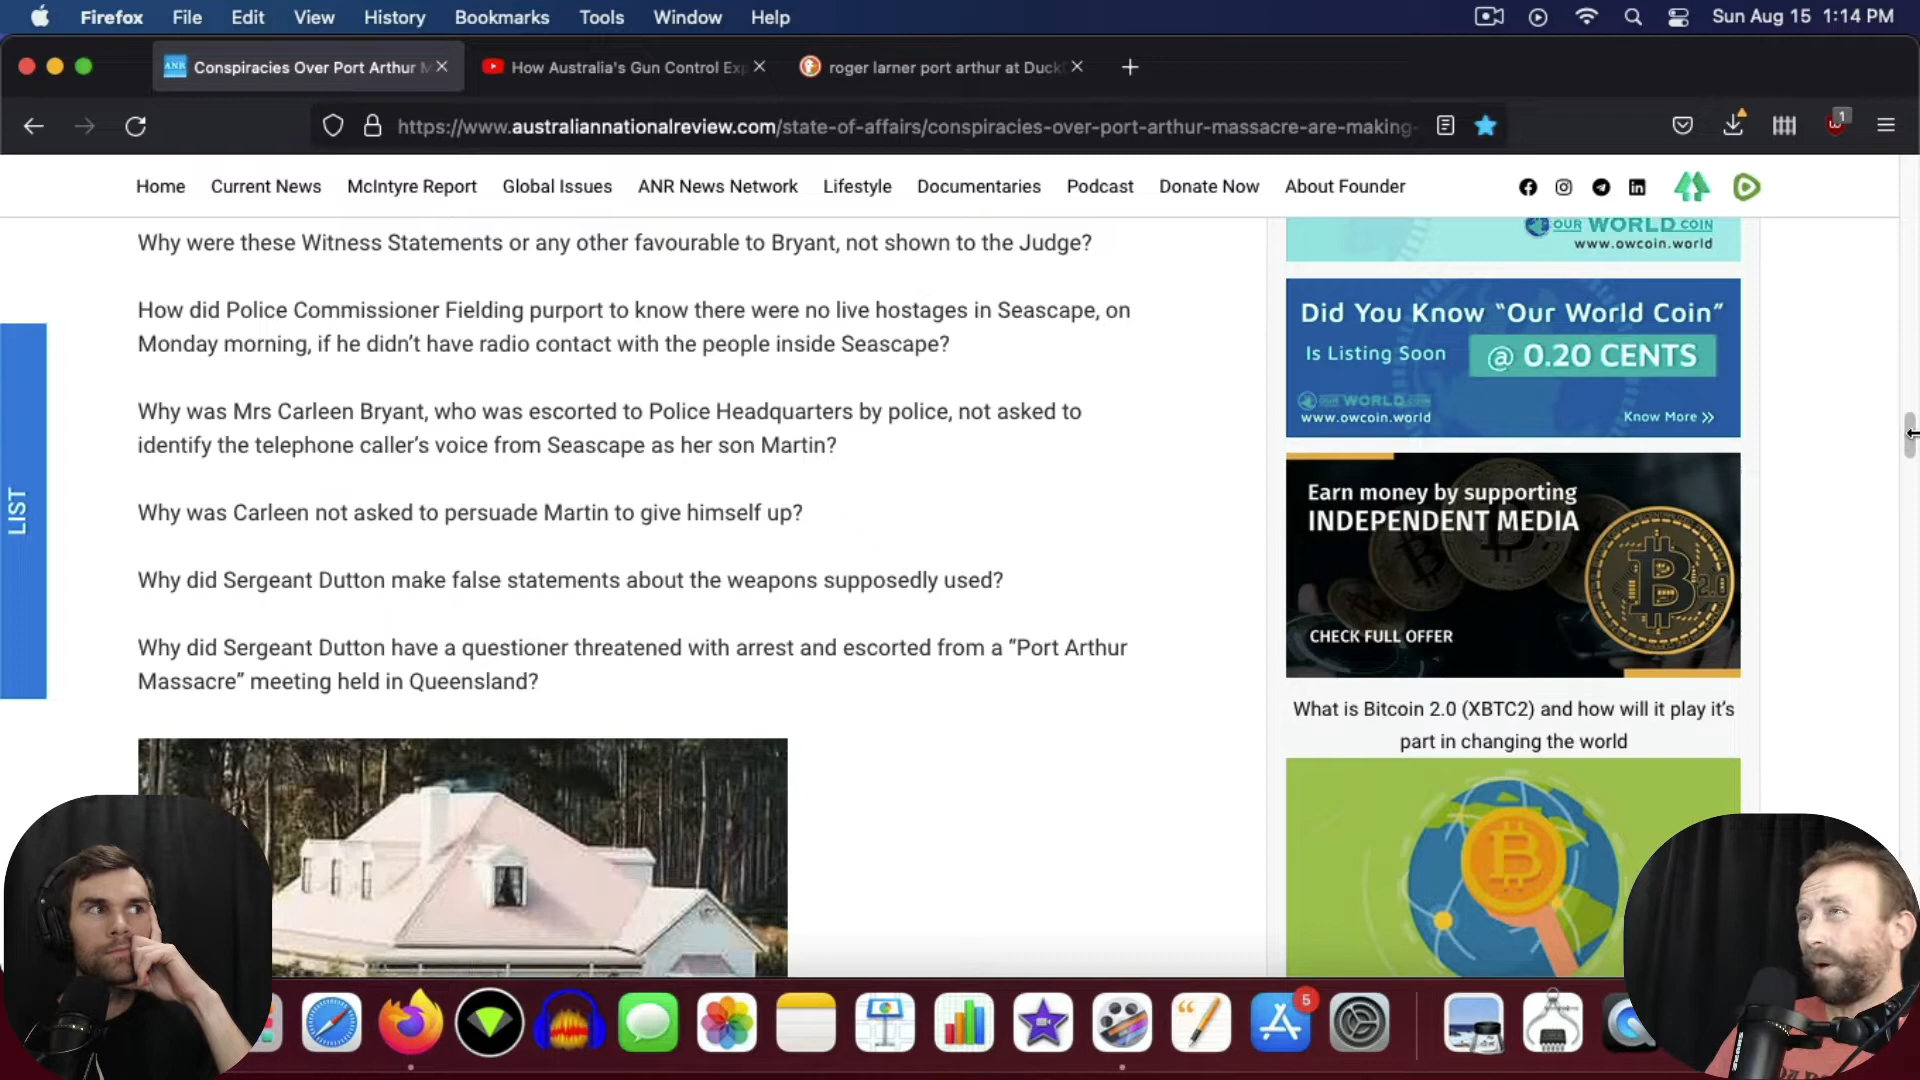 Firefox File Edit View History Bookmarks Tools Window Help
Sun Aug 15 1:14 PM
ANR Conspiracies Over Port Arthur M
How Australia's Gun Control Exp
roger larner port arthur at Duck
https://www.australiannationalreview.com/state-of-affairs/conspiracies-over-port-arthur-massacre-are-making-
1
Home Current News McIntyre Report Global Issues ANR News Network Lifestyle Documentaries Podcast Donate Now About Founder
Why were these Witness Statements or any other favourable to Bryant, not shown to the Judge?
How did Police Commissioner Fielding purport to know there were no live hostages in Seascape, on
Monday morning, if he didn’t have radio contact with the people inside Seascape?
Why was Mrs Carleen Bryant, who was escorted to Police Headquarters by police, not asked to
identify the telephone caller’s voice from Seascape as her son Martin?
Why was Carleen not asked to persuade Martin to give himself up?
Why did Sergeant Dutton make false statements about the weapons supposedly used?
Why did Sergeant Dutton have a questioner threatened with arrest and escorted from a “Port Arthur
Massacre” meeting held in Queensland?
LIST
OUR WORLD COIN
www.owcoin.world
Did You Know “Our World Coin”
Is Listing Soon @ 0.20 CENTS
OUR WORLD COIN
www.owcoin.world
Know More >>
Earn money by supporting
INDEPENDENT MEDIA
2.0
CHECK FULL OFFER
What is Bitcoin 2.0 (XBTC2) and how will it play it’s
part in changing the world
5